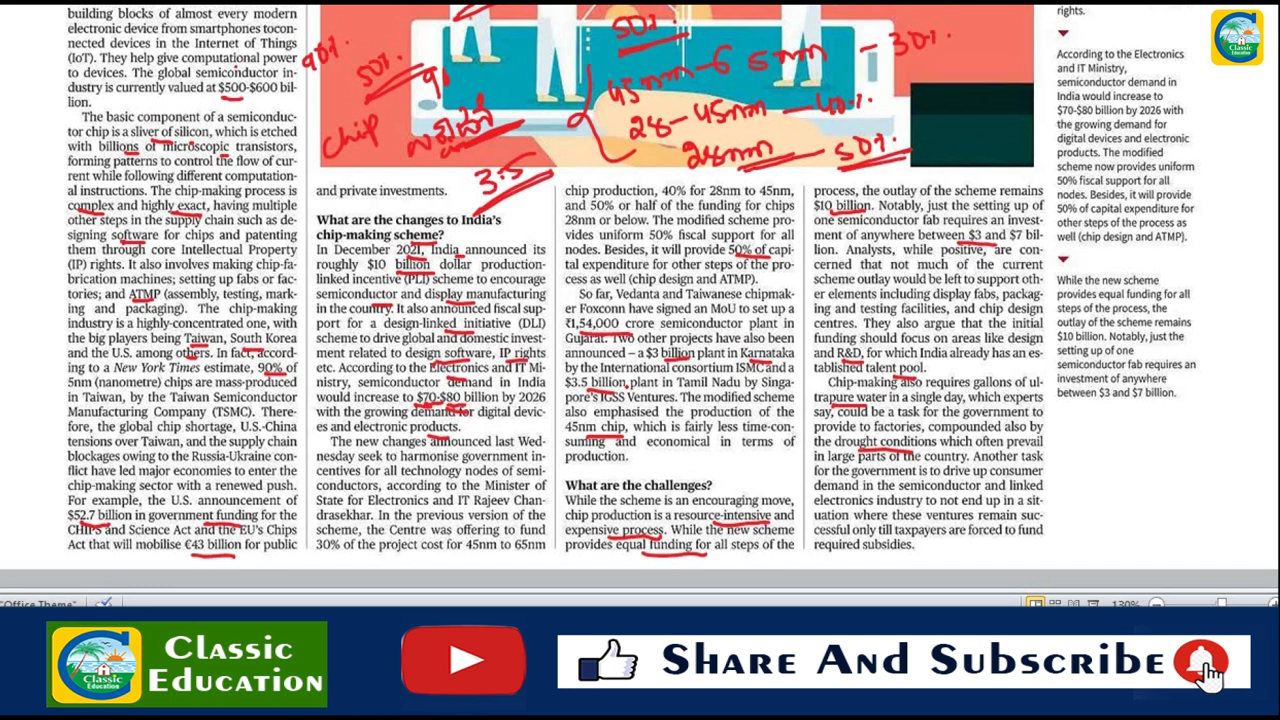 building blocks of almost every modern
electronic device from smartphones tocon-
nected devices in the Internet of Things
(IoT). They help give computational power
to devices. The global semiconductor in-
dustry is currently valued at $500-$600 bil-
lion.
The basic component of a semiconduc-
tor chip is a sliver of silicon, which is etched
with billions of microscopic transistors,
forming patterns to control the flow of cur-
rent while following different computation-
al instructions. The chip-making process is
complex and highly exact, having multiple
other steps in the supply chain such as de-
signing software for chips and patenting
them through core Intellectual Property
(IP) rights. It also involves making chip-fa-
brication machines; setting up fabs or fac-
tories; and ATMP (assembly, testing, mark-
ing and packaging). The chip-making
industry is a highly-concentrated one, with
the big players being Taiwan, South Korea
and the U.S. among others. In fact, accord-
ing to a New York Times estimate, 90% of
5nm (nanometre) chips are mass-produced
in Taiwan, by the Taiwan Semiconductor
Manufacturing Company (TSMC). There-
fore, the global chip shortage, U.S.-China
tensions over Taiwan, and the supply chain
blockages owing to the Russia-Ukraine con-
flict have led major economies to enter the
chip-making sector with a renewed push.
For example, the U.S. announcement of
$52.7 billion in government funding for the
CHIPS and Science Act and the EU's Chips
Act that will mobilise €43 billion for public
90%.
50%.
90
chip
3.5
50%.
45nm-65nm - 30%.
28-45nm - 40%.
28nm - 50%.
and private investments.
What are the changes to India's
chip-making scheme?
In December 2021, India announced its
roughly $10 billion dollar production-
linked incentive (PLI) scheme to encourage
semiconductor and display manufacturing
in the country. It also announced fiscal sup-
port for a design-linked initiative (DLI)
scheme to drive global and domestic invest-
ment related to design software, IP rights
etc. According to the Electronics and IT Mi-
nistry, semiconductor demand in India
would increase to $70-$80 billion by 2026
with the growing demand for digital devic-
es and electronic products.
The new changes announced last Wed-
nesday seek to harmonise government in-
centives for all technology nodes of semi-
conductors, according to the Minister of
State for Electronics and IT Rajeev Chan-
drasekhar. In the previous version of the
scheme, the Centre was offering to fund
30% of the project cost for 45nm to 65nm
chip production, 40% for 28nm to 45nm,
and 50% or half of the funding for chips
28nm or below. The modified scheme pro-
vides uniform 50% fiscal support for all
nodes. Besides, it will provide 50% of capi-
tal expenditure for other steps of the pro-
cess as well (chip design and ATMP).
So far, Vedanta and Taiwanese chipmak-
er Foxconn have signed an MoU to set up a
₹1,54,000 crore semiconductor plant in
Gujarat. Two other projects have also been
announced – a $3 billion plant in Karnataka
by the International consortium ISMC and a
$3.5 billion plant in Tamil Nadu by Singa-
pore's IGSS Ventures. The modified scheme
also emphasised the production of the
45nm chip, which is fairly less time-con-
suming and economical in terms of
production.
What are the challenges?
While the scheme is an encouraging move,
chip production is a resource-intensive and
expensive process. While the new scheme
provides equal funding for all steps of the
process, the outlay of the scheme remains
$10 billion. Notably, just the setting up of
one semiconductor fab requires an invest-
ment of anywhere between $3 and $7 bil-
lion. Analysts, while positive, are con-
cerned that not much of the current
scheme outlay would be left to support oth-
er elements including display fabs, packag-
ing and testing facilities, and chip design
centres. They also argue that the initial
funding should focus on areas like design
and R&D, for which India already has an es-
tablished talent pool.
Chip-making also requires gallons of ul-
trapure water in a single day, which experts
say, could be a task for the government to
provide to factories, compounded also by
the drought conditions which often prevail
in large parts of the country. Another task
for the government is to drive up consumer
demand in the semiconductor and linked
electronics industry to not end up in a sit-
uation where these ventures remain suc-
cessful only till taxpayers are forced to fund
required subsidies.
rights.
According to the Electronics
and IT Ministry,
semiconductor demand in
India would increase to
$70-$80 billion by 2026 with
the growing demand for
digital devices and electronic
products. The modified
scheme now provides uniform
50% fiscal support for all
nodes. Besides, it will provide
50% of capital expenditure for
other steps of the process as
well (chip design and ATMP).
While the new scheme
provides equal funding for all
steps of the process, the
outlay of the scheme remains
$10 billion. Notably, just the
setting up of one
semiconductor fab requires an
investment of anywhere
between $3 and $7 billion.
Classic
Education
"Office Theme"
130%
Classic
Education
Classic
Education
Share And Subscribe